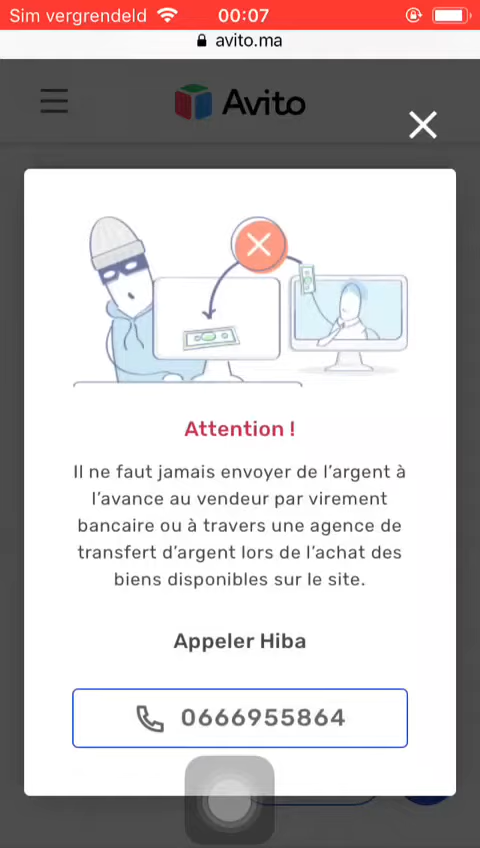 Sim vergrendeld 00:07
avito.ma
Avito
Attention !
Il ne faut jamais envoyer de l’argent à
l’avance au vendeur par virement
bancaire ou à travers une agence de
transfert d’argent lors de l’achat des
biens disponibles sur le site.
Appeler Hiba
0666955864